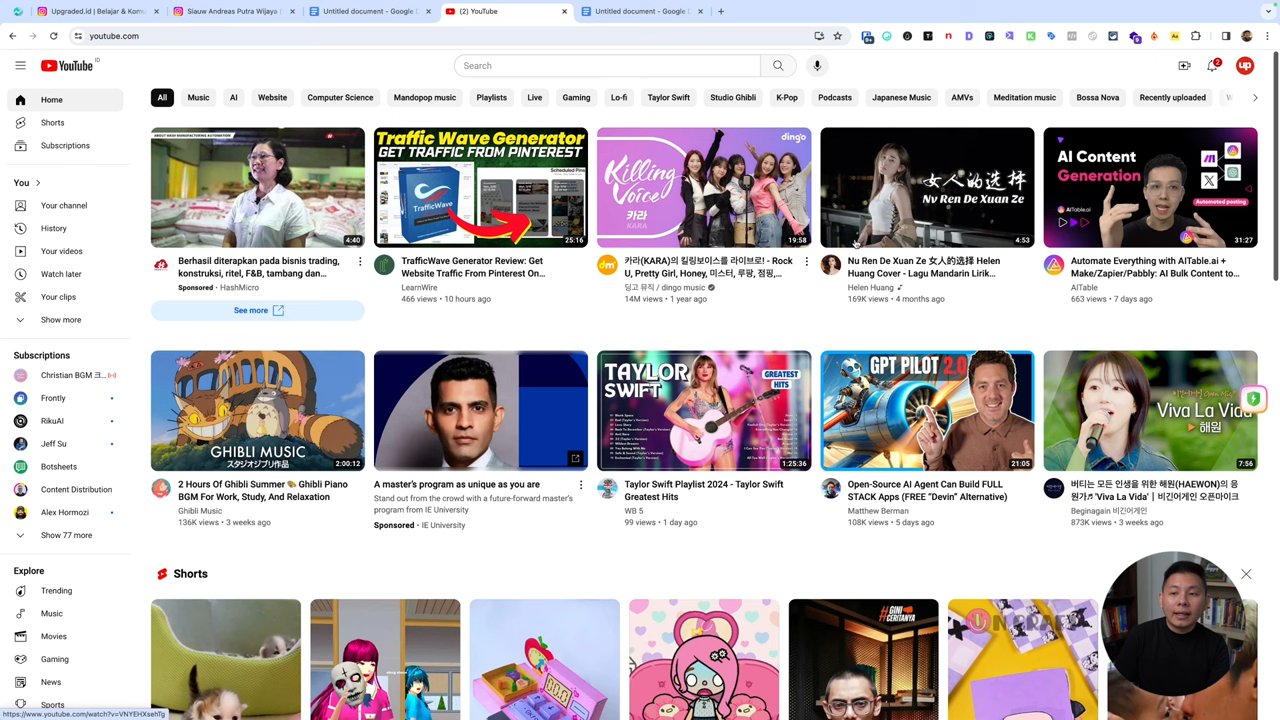 Upgraded.id | Belajar & Komu
Siauw Andreas Putra Wijaya |
Untitled document - Google D
(2) YouTube
Untitled document - Google D
youtube.com
YouTube ID
Search
2
up
All
Music
AI
Website
Computer Science
Mandopop music
Playlists
Live
Gaming
Lo-fi
Taylor Swift
Studio Ghibli
K-Pop
Podcasts
Japanese Music
AMVs
Meditation music
Bossa Nova
Recently uploaded
Home
Shorts
Subscriptions
You
Your channel
History
Your videos
Watch later
Your clips
Show more
Subscriptions
Christian BGM 크...
Frontly
RikuAI
Jeff Su
Botsheets
Content Distribution
Alex Hormozi
Show 77 more
Explore
Trending
Music
Movies
Gaming
News
Sports
4:40
Berhasil diterapkan pada bisnis trading,
konstruksi, ritel, F&B, tambang dan...
Sponsored • HashMicro
See more
Traffic Wave Generator
GET TRAFFIC FROM PINTEREST
TrafficWave
Scheduled Pins
25:16
TrafficWave Generator Review: Get
Website Traffic From Pinterest On...
LearnWire
466 views • 10 hours ago
dingo
Killing
Voice
카라
KARA
19:58
카라(KARA)의 킬링보이스를 라이브로! - Rock
U, Pretty Girl, Honey, 미스터, 루팡, 점핑,...
딩고 뮤직 / dingo music
14M views • 1 year ago
女人的选择
Nv Ren De Xuan Ze
4:53
Nu Ren De Xuan Ze 女人的选择 Helen
Huang Cover - Lagu Mandarin Lirik...
Helen Huang
169K views • 4 months ago
AI Content
Generation
AITable.ai
Automated posting
31:27
Automate Everything with AITable.ai +
Make/Zapier/Pabbly: AI Bulk Content to...
AITable
663 views • 7 days ago
GHIBLI MUSIC
スタジオジブリ作品
2:00:12
2 Hours Of Ghibli Summer 🎨 Ghibli Piano
BGM For Work, Study, And Relaxation
Ghibli Music
136K views • 3 weeks ago
A master's program as unique as you are
Stand out from the crowd with a future-forward master's
program from IE University
Sponsored • IE University
TAYLOR
SWIFT
GREATEST
HITS
1:25:36
Taylor Swift Playlist 2024 - Taylor Swift
Greatest Hits
WB 5
99 views • 1 day ago
GPT PILOT 2.0
21:05
Open-Source AI Agent Can Build FULL
STACK Apps (FREE "Devin" Alternative)
Matthew Berman
108K views • 5 days ago
Viva La Vida
해원
7:56
버티는 모든 인생을 위한 해원(HAEWON)의 응
원가♬ 'Viva La Vida'｜비긴어게인 오픈마이크
Beginagain 비긴어게인
873K views • 3 weeks ago
Shorts
#GINI
CERITANYA
https://www.youtube.com/watch?v=VNYEHXsehTg